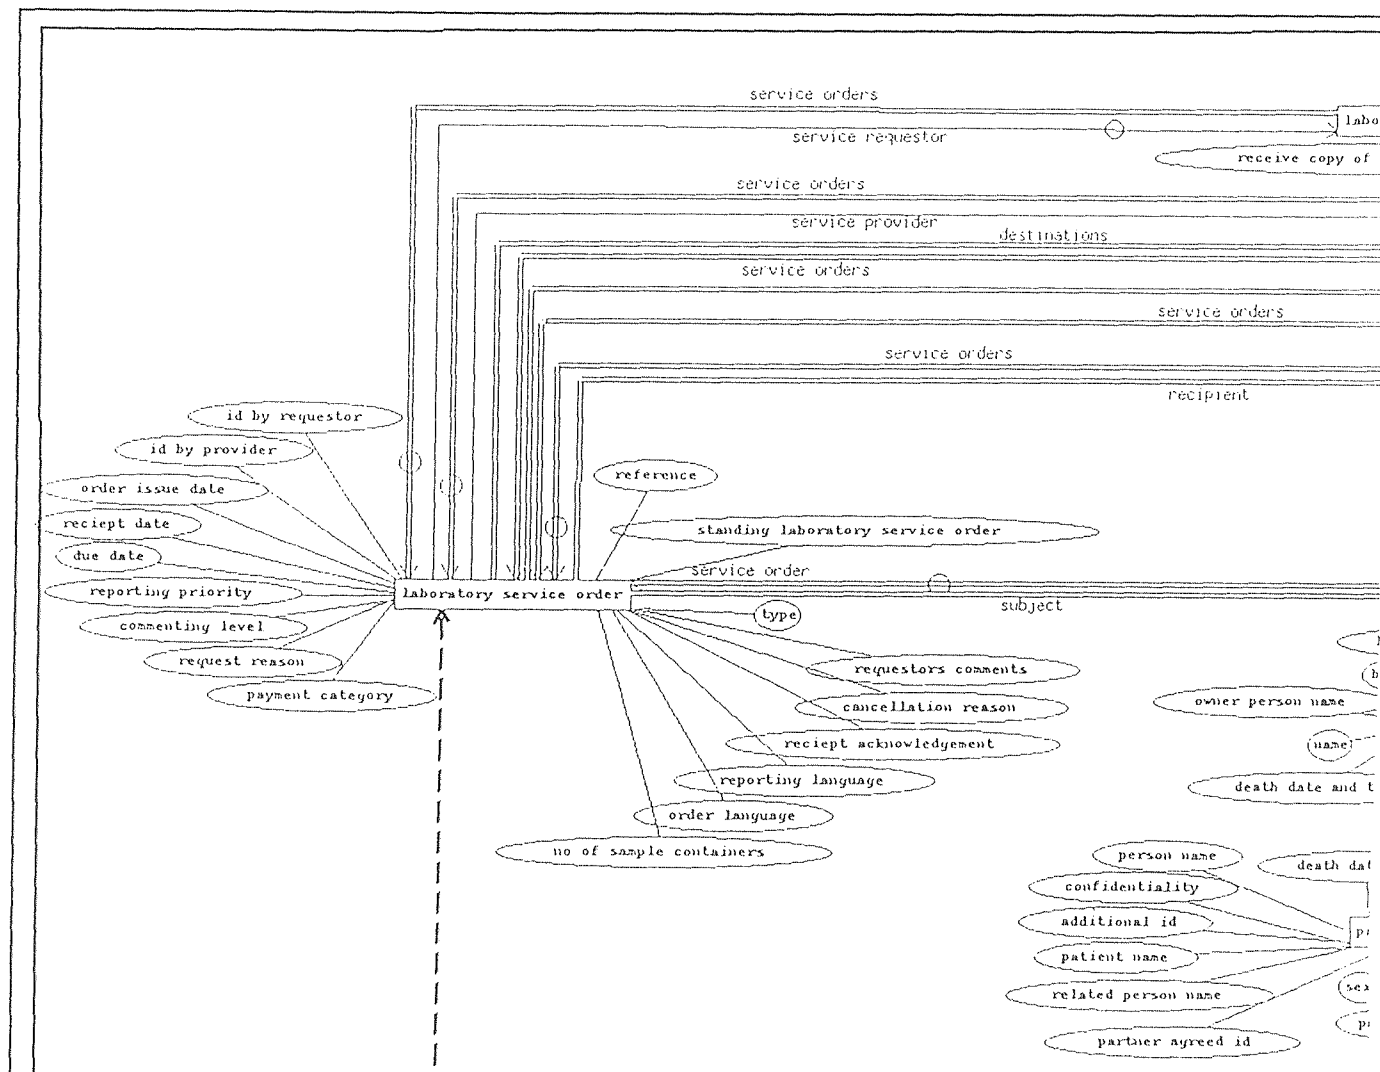 service orders
labo
service requestor
receive copy of
service orders
service provider
destinations
service orders
service orders
service orders
recipient
id by requestor
id by provider
reference
order issue date
reciept date
standing laboratory service order
due date
service order
reporting priority
laboratory service order
subject
type
commenting level
request reason
requestors comments
payment category
owner person name
cancellation reason
name
reciept acknowledgement
reporting language
death date and t
order language
no of sample containers
person name
death dat
confidentiality
additional id
patient name
related person name
sex
partner agreed id